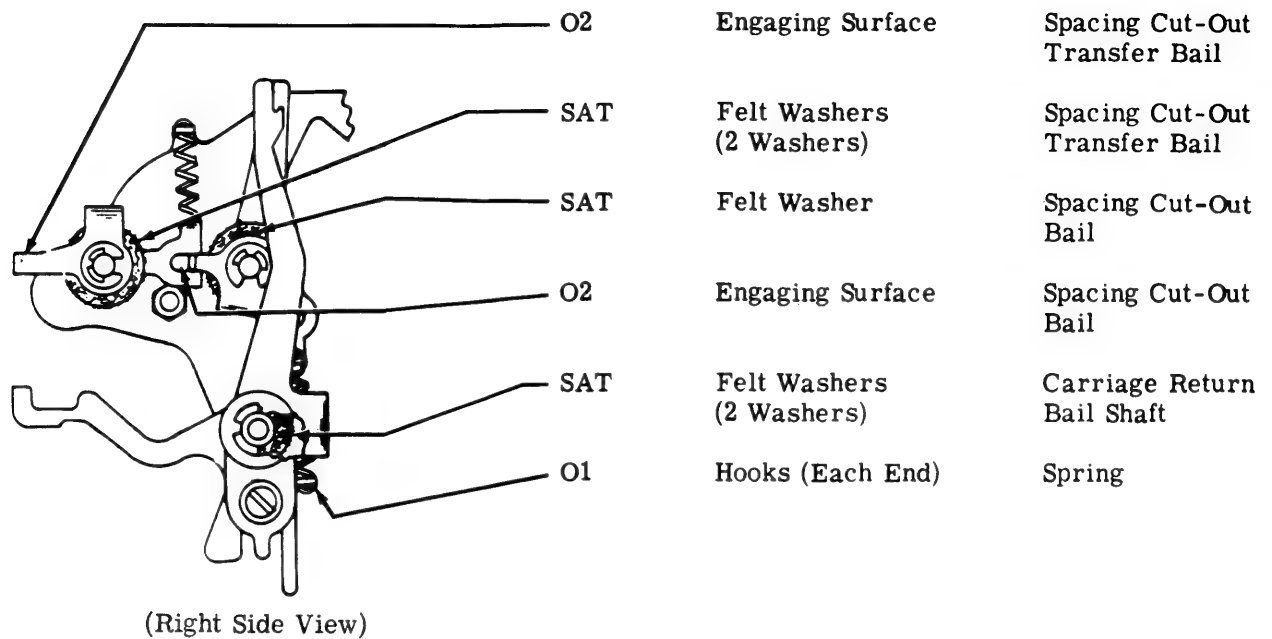 O2 Engaging Surface Spacing Cut-Out
Transfer Bail
SAT Felt Washers Spacing Cut-Out
(2 Washers) Transfer Bail
SAT Felt Washer Spacing Cut-Out
Bail
O2 Engaging Surface Spacing Cut-Out
Bail
SAT Felt Washers Carriage Return
(2 Washers) Bail Shaft
O1 Hooks (Each End) Spring
(Right Side View)